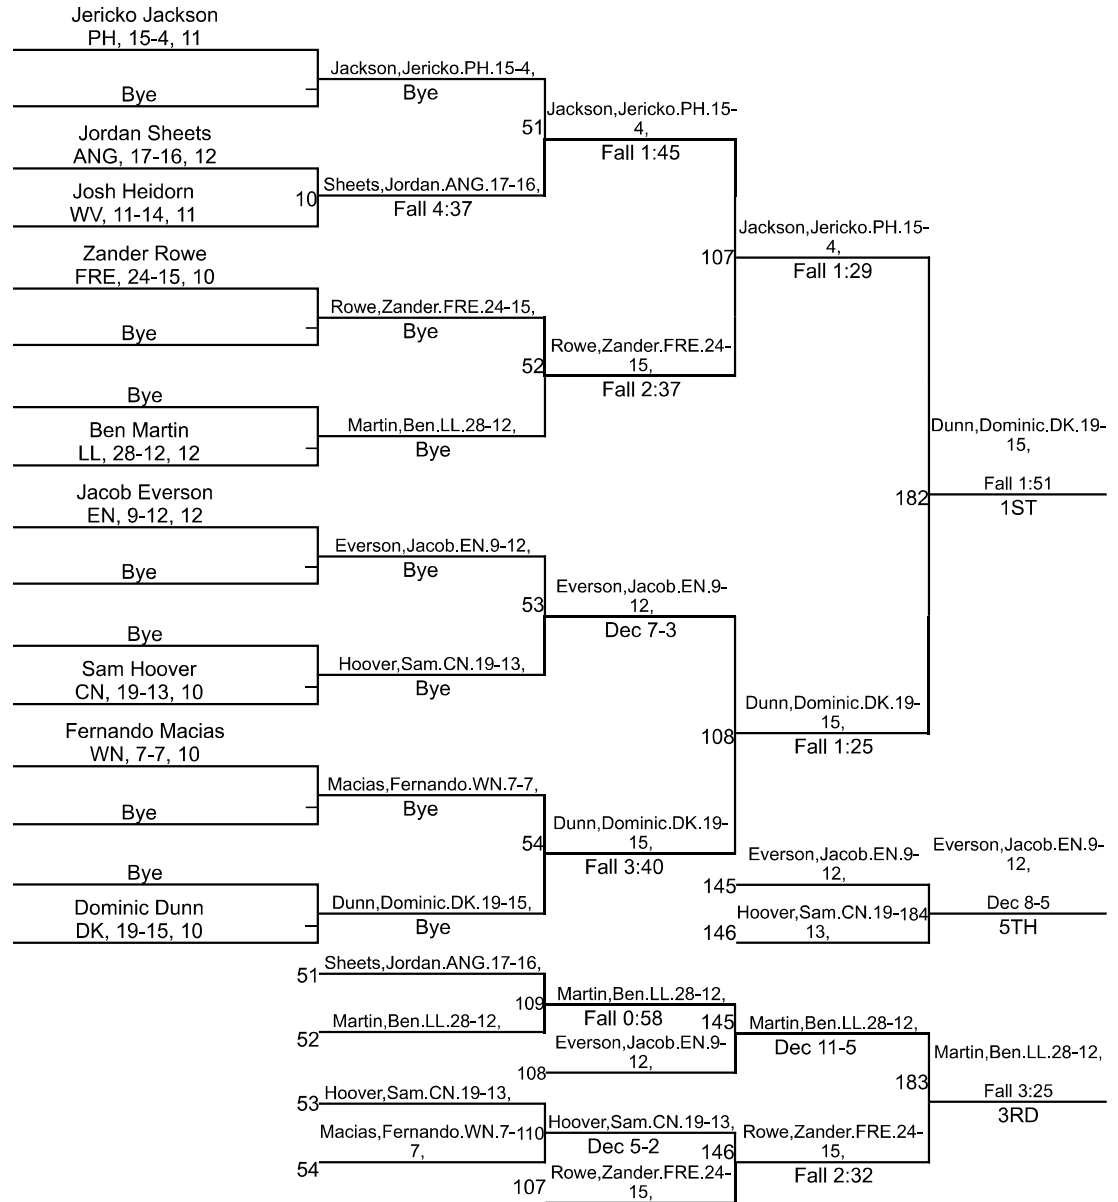 Jericko Jackson
PH, 15-4, 11
Bye
Jordan Sheets
ANG, 17-16, 12
Josh Heidorn
WV, 11-14, 11
Zander Rowe
FRE, 24-15, 10
Bye
Bye
Ben Martin
LL, 28-12, 12
Jacob Everson
EN, 9-12, 12
Bye
Bye
Sam Hoover
CN, 19-13, 10
Fernando Macias
WN, 7-7, 10
Bye
Bye
Dominic Dunn
DK, 19-15, 10
Jackson,Jericko.PH.15-4,
Bye
10
Sheets,Jordan.ANG.17-16,
Fall 4:37
Rowe,Zander.FRE.24-15,
Bye
Martin,Ben.LL.28-12,
Bye
Everson,Jacob.EN.9-12,
Bye
Hoover,Sam.CN.19-13,
Bye
Macias,Fernando.WN.7-7,
Bye
Dunn,Dominic.DK.19-15,
Bye
51
Jackson,Jericko.PH.15-
4,
Fall 1:45
52
Rowe,Zander.FRE.24-
15,
Fall 2:37
53
Everson,Jacob.EN.9-
12,
Dec 7-3
54
Dunn,Dominic.DK.19-
15,
Fall 3:40
107
Jackson,Jericko.PH.15-
4,
Fall 1:29
108
Dunn,Dominic.DK.19-
15,
Fall 1:25
182
Dunn,Dominic.DK.19-
15,
Fall 1:51
1ST
145
Everson,Jacob.EN.9-
12,
146
Hoover,Sam.CN.19-
13,
184
Everson,Jacob.EN.9-
12,
Dec 8-5
5TH
51
Sheets,Jordan.ANG.17-16,
52
Martin,Ben.LL.28-12,
109
Martin,Ben.LL.28-12,
Fall 0:58
108
Everson,Jacob.EN.9-
12,
145
Martin,Ben.LL.28-12,
Dec 11-5
53
Hoover,Sam.CN.19-13,
54
Macias,Fernando.WN.7-
7,
110
Hoover,Sam.CN.19-13,
Dec 5-2
107
Rowe,Zander.FRE.24-
15,
146
Rowe,Zander.FRE.24-
15,
Fall 2:32
183
Martin,Ben.LL.28-12,
Fall 3:25
3RD